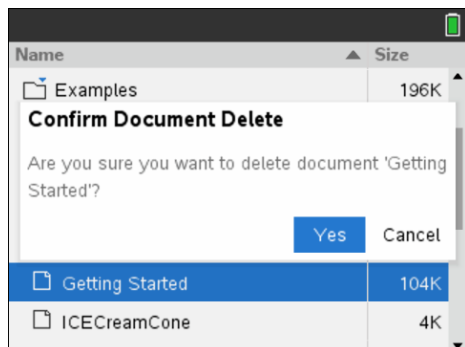 Name Size
Examples 196K
Confirm Document Delete
Are you sure you want to delete document 'Getting
Started'?
Yes Cancel
Getting Started 104K
ICECreamCone 4K